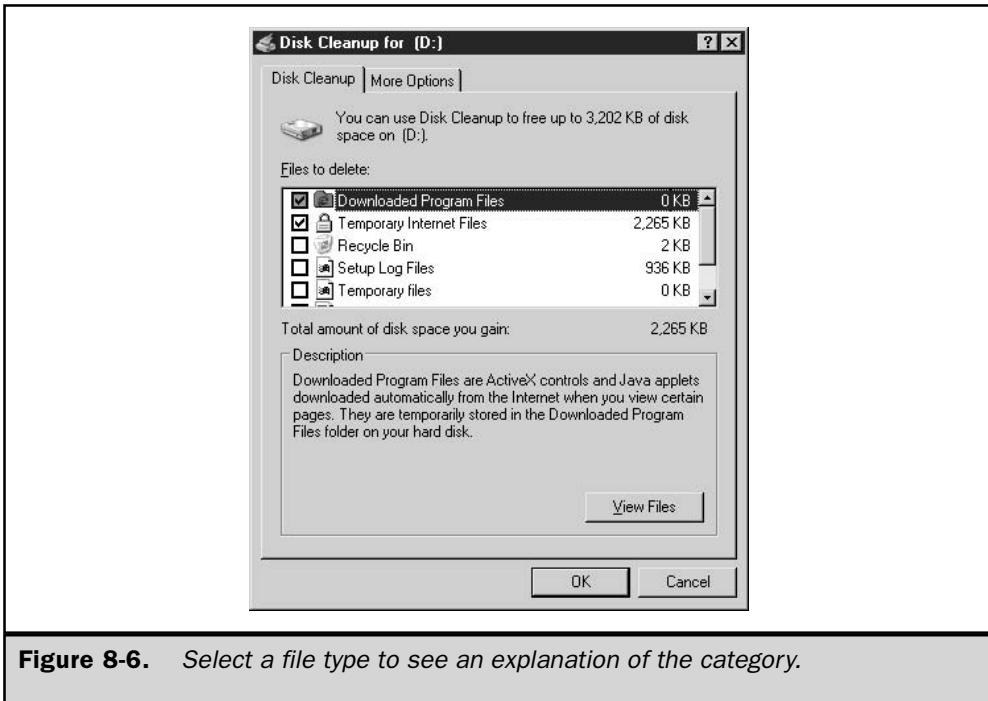 Disk Cleanup for (D:)
Disk Cleanup
More Options
You can use Disk Cleanup to free up to 3,202 KB of disk
space on (D:).
Files to delete:
Downloaded Program Files 0 KB
Temporary Internet Files 2,265 KB
Recycle Bin 2 KB
Setup Log Files 936 KB
Temporary files 0 KB
Total amount of disk space you gain: 2,265 KB
Description
Downloaded Program Files are ActiveX controls and Java applets
downloaded automatically from the Internet when you view certain
pages. They are temporarily stored in the Downloaded Program
Files folder on your hard disk.
View Files
OK Cancel
Figure 8-6. Select a file type to see an explanation of the category.